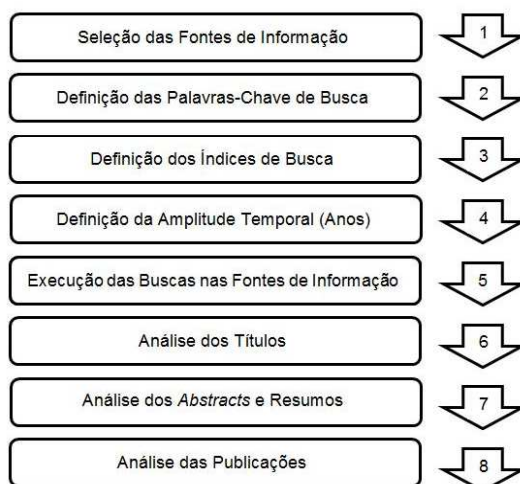 Seleção das Fontes de Informação 1
Definição das Palavras-Chave de Busca 2
Definição dos Índices de Busca 3
Definição da Amplitude Temporal (Anos) 4
Execução das Buscas nas Fontes de Informação 5
Análise dos Títulos 6
Análise dos Abstracts e Resumos 7
Análise das Publicações 8